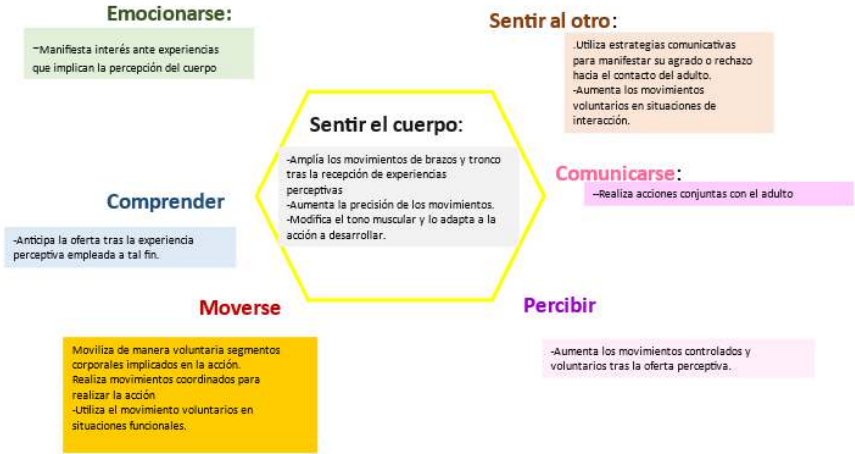 Emocionarse:
–Manifiesta interés ante experiencias
que implican la percepción del cuerpo
Sentir al otro:
.Utiliza estrategias comunicativas
para manifestar su agrado o rechazo
hacia el contacto del adulto.
-Aumenta los movimientos
voluntarios en situaciones de
interacción.
Sentir el cuerpo:
-Amplía los movimientos de brazos y tronco
tras la recepción de experiencias
perceptivas
-Aumenta la precisión de los movimientos.
-Modifica el tono muscular y lo adapta a la
acción a desarrollar.
Comunicarse:
–Realiza acciones conjuntas con el adulto
Comprender
-Anticipa la oferta tras la experiencia
perceptiva empleada a tal fin.
Moverse
Moviliza de manera voluntaria segmentos
corporales implicados en la acción.
Realiza movimientos coordinados para
realizar la acción
-Utiliza el movimiento voluntarios en
situaciones funcionales.
Percibir
-Aumenta los movimientos controlados y
voluntarios tras la oferta perceptiva.